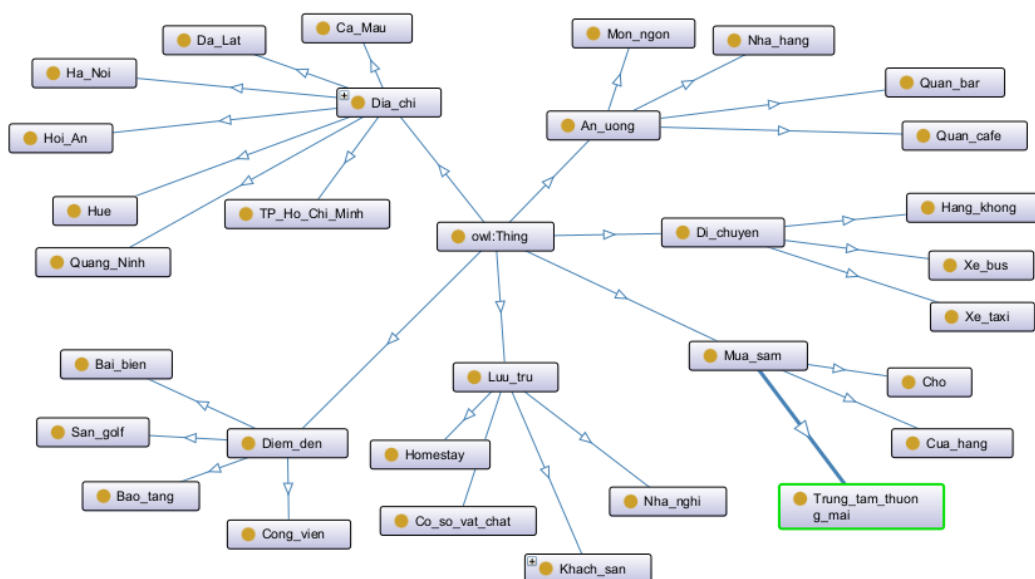 Ca_Mau
Da_Lat
Ha_Noi
Dia_chi
Hoi_An
Hue
TP_Ho_Chi_Minh
Quang_Ninh
Mon_ngon
Nha_hang
Quan_bar
An_uong
Quan_cafe
owl:Thing
Di_chuyen
Hang_khong
Xe_bus
Xe_taxi
Mua_sam
Cho
Cua_hang
Trung_tam_thuon
g_mai
Luu_tru
Homestay
Co_so_vat_chat
Nha_nghi
Khach_san
Bai_bien
San_golf
Diem_den
Bao_tang
Cong_vien